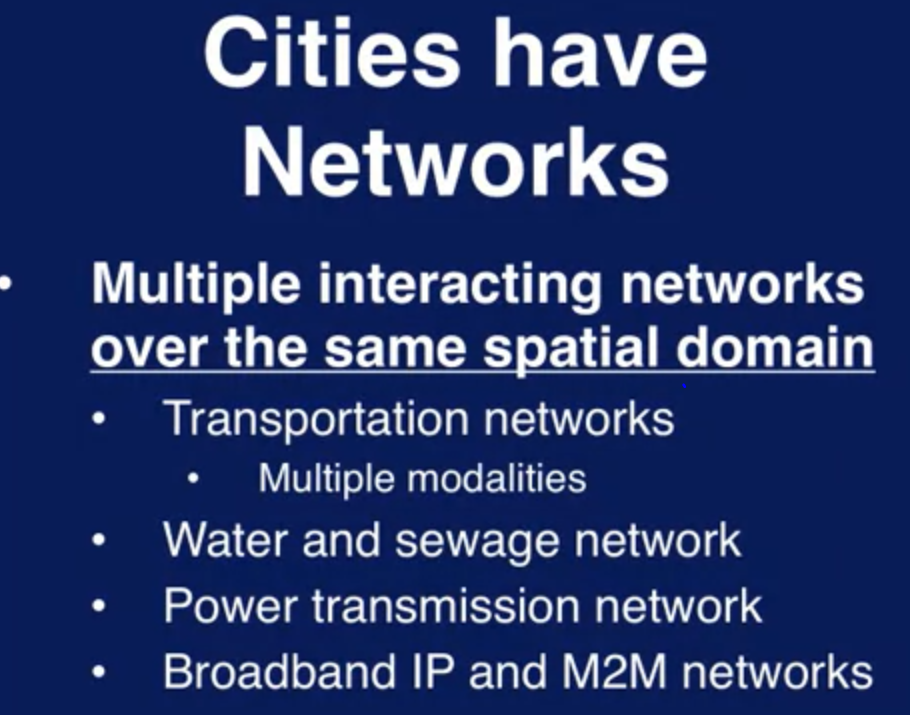 Cities have
Networks
• Multiple interacting networks
over the same spatial domain
• Transportation networks
• Multiple modalities
• Water and sewage network
• Power transmission network
• Broadband IP and M2M networks